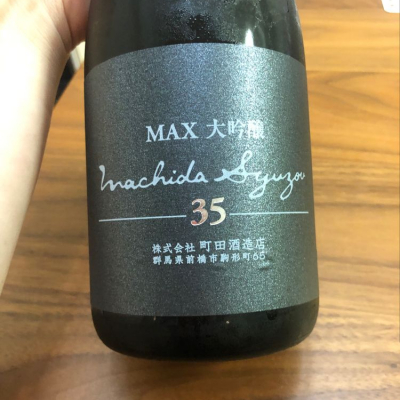 MAX 大吟醸
Machida Syuzou
35
株式会社 町田酒造店
群馬県前橋市駒形町65